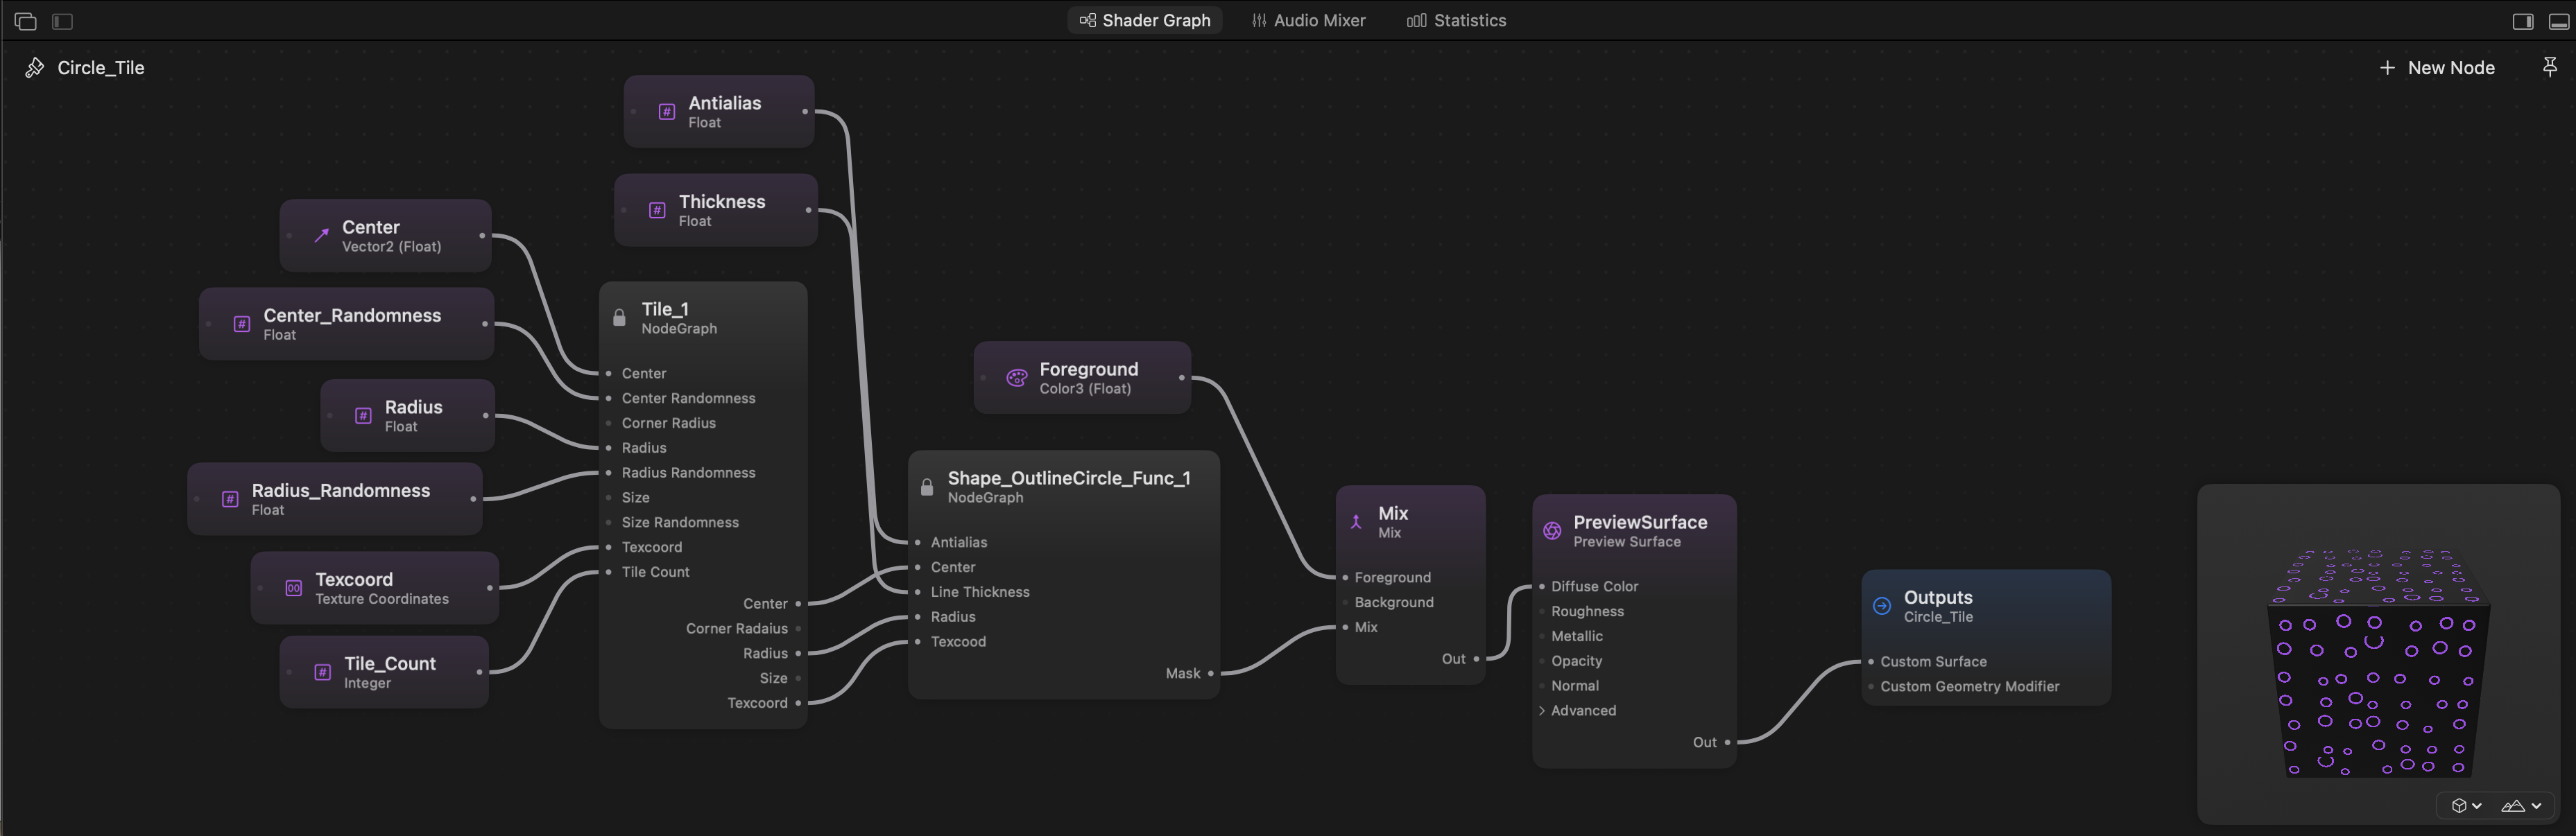 Shader Graph
Audio Mixer
Statistics
Circle_Tile
New Node
Antialias
Float
Thickness
Float
Center
Vector2 (Float)
Center_Randomness
Float
Radius
Float
Radius_Randomness
Float
Texcoord
Texture Coordinates
Tile_Count
Integer
Tile_1
NodeGraph
Center
Center Randomness
Corner Radius
Radius
Radius Randomness
Size
Size Randomness
Texcoord
Tile Count
Center
Corner Radaius
Radius
Size
Texcoord
Foreground
Color3 (Float)
Shape_OutlineCircle_Func_1
NodeGraph
Antialias
Center
Line Thickness
Radius
Texcood
Mask
Mix
Mix
Foreground
Background
Mix
Out
PreviewSurface
Preview Surface
Diffuse Color
Roughness
Metallic
Opacity
Normal
Advanced
Out
Outputs
Circle_Tile
Custom Surface
Custom Geometry Modifier